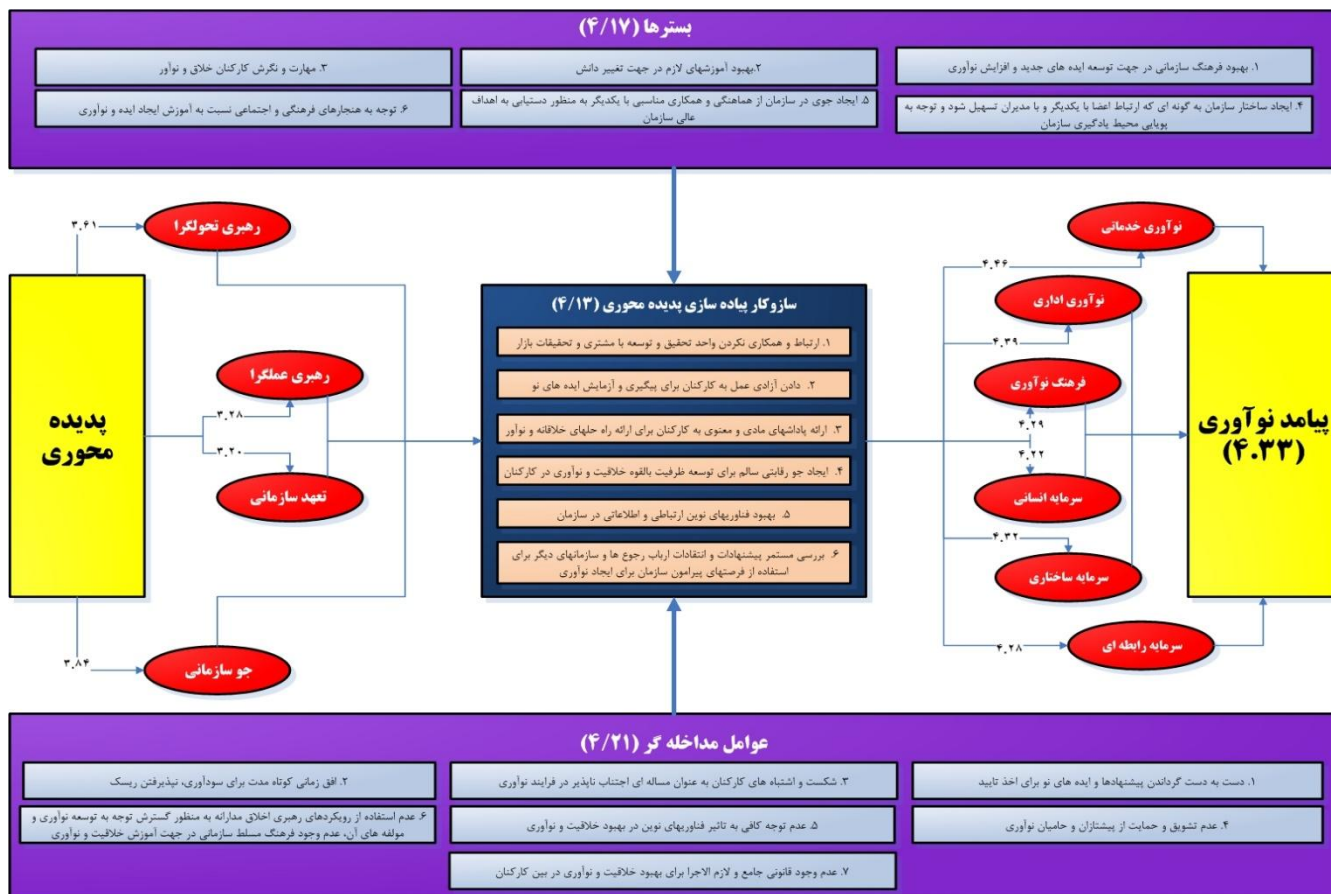 بسترها (۴/۱۷)
۱. بهبود فرهنگ سازمانی در جهت توسعه ایده های جدید و افزایش نوآوری
۲.بهبود آموزشهای لازم در جهت تغییر دانش
۳. مهارت و نگرش کارکنان خلاق و نوآور
۴. ایجاد ساختار سازمان به گونه ای که ارتباط اعضا با یکدیگر و با مدیران تسهیل شود و توجه به
پویایی محیط یادگیری سازمان
۵. ایجاد جوی در سازمان از هماهنگی و همکاری مناسبی با یکدیگر به منظور دستیابی به اهداف
عالی سازمان
۶. توجه به هنجارهای فرهنگی و اجتماعی نسبت به آموزش ایجاد ایده و نوآوری
پدیده
محوری
۳.۶۱
رهبری تحولگرا
۳.۲۸
رهبری عملگرا
۳.۲۰
تعهد سازمانی
۳.۸۴
جو سازمانی
سازوکار پیاده سازی پدیده محوری (۴/۱۳)
۱. ارتباط و همکاری نکردن واحد تحقیق و توسعه با مشتری و تحقیقات بازار
۲. دادن آزادی عمل به کارکنان برای پیگیری و آزمایش ایده های نو
۳. ارائه پاداشهای مادی و معنوی به کارکنان برای ارائه راه حلهای خلاقانه و نوآور
۴. ایجاد جو رقابتی سالم برای توسعه ظرفیت بالقوه خلاقیت و نوآوری در کارکنان
۵. بهبود فناوریهای نوین ارتباطی و اطلاعاتی در سازمان
۶. بررسی مستمر پیشنهادات و انتقادات ارباب رجوع ها و سازمانهای دیگر برای
استفاده از فرصتهای پیرامون سازمان برای ایجاد نوآوری
نوآوری خدماتی
۴.۴۶
نوآوری اداری
۴.۳۹
فرهنگ نوآوری
۴.۲۹
۴.۲۲
سرمایه انسانی
۴.۳۲
سرمایه ساختاری
۴.۲۸
سرمایه رابطه ای
پیامد نوآوری
(۴.۳۳)
عوامل مداخله گر (۴/۲۱)
۱. دست به دست گرداندن پیشنهادها و ایده های نو برای اخذ تایید
۳. شکست و اشتباه های کارکنان به عنوان مساله ای اجتناب ناپذیر در فرایند نوآوری
۲. افق زمانی کوتاه مدت برای سودآوری، نپذیرفتن ریسک
۴. عدم تشویق و حمایت از پیشتازان و حامیان نوآوری
۵. عدم توجه کافی به تاثیر فناوریهای نوین در بهبود خلاقیت و نوآوری
۶. عدم استفاده از رویکردهای رهبری اخلاق مدارانه به منظور گسترش توجه به توسعه نوآوری و
مولفه های آن، عدم وجود فرهنگ مسلط سازمانی در جهت آموزش خلاقیت و نوآوری
۷. عدم وجود قانونی جامع و لازم الاجرا برای بهبود خلاقیت و نوآوری در بین کارکنان